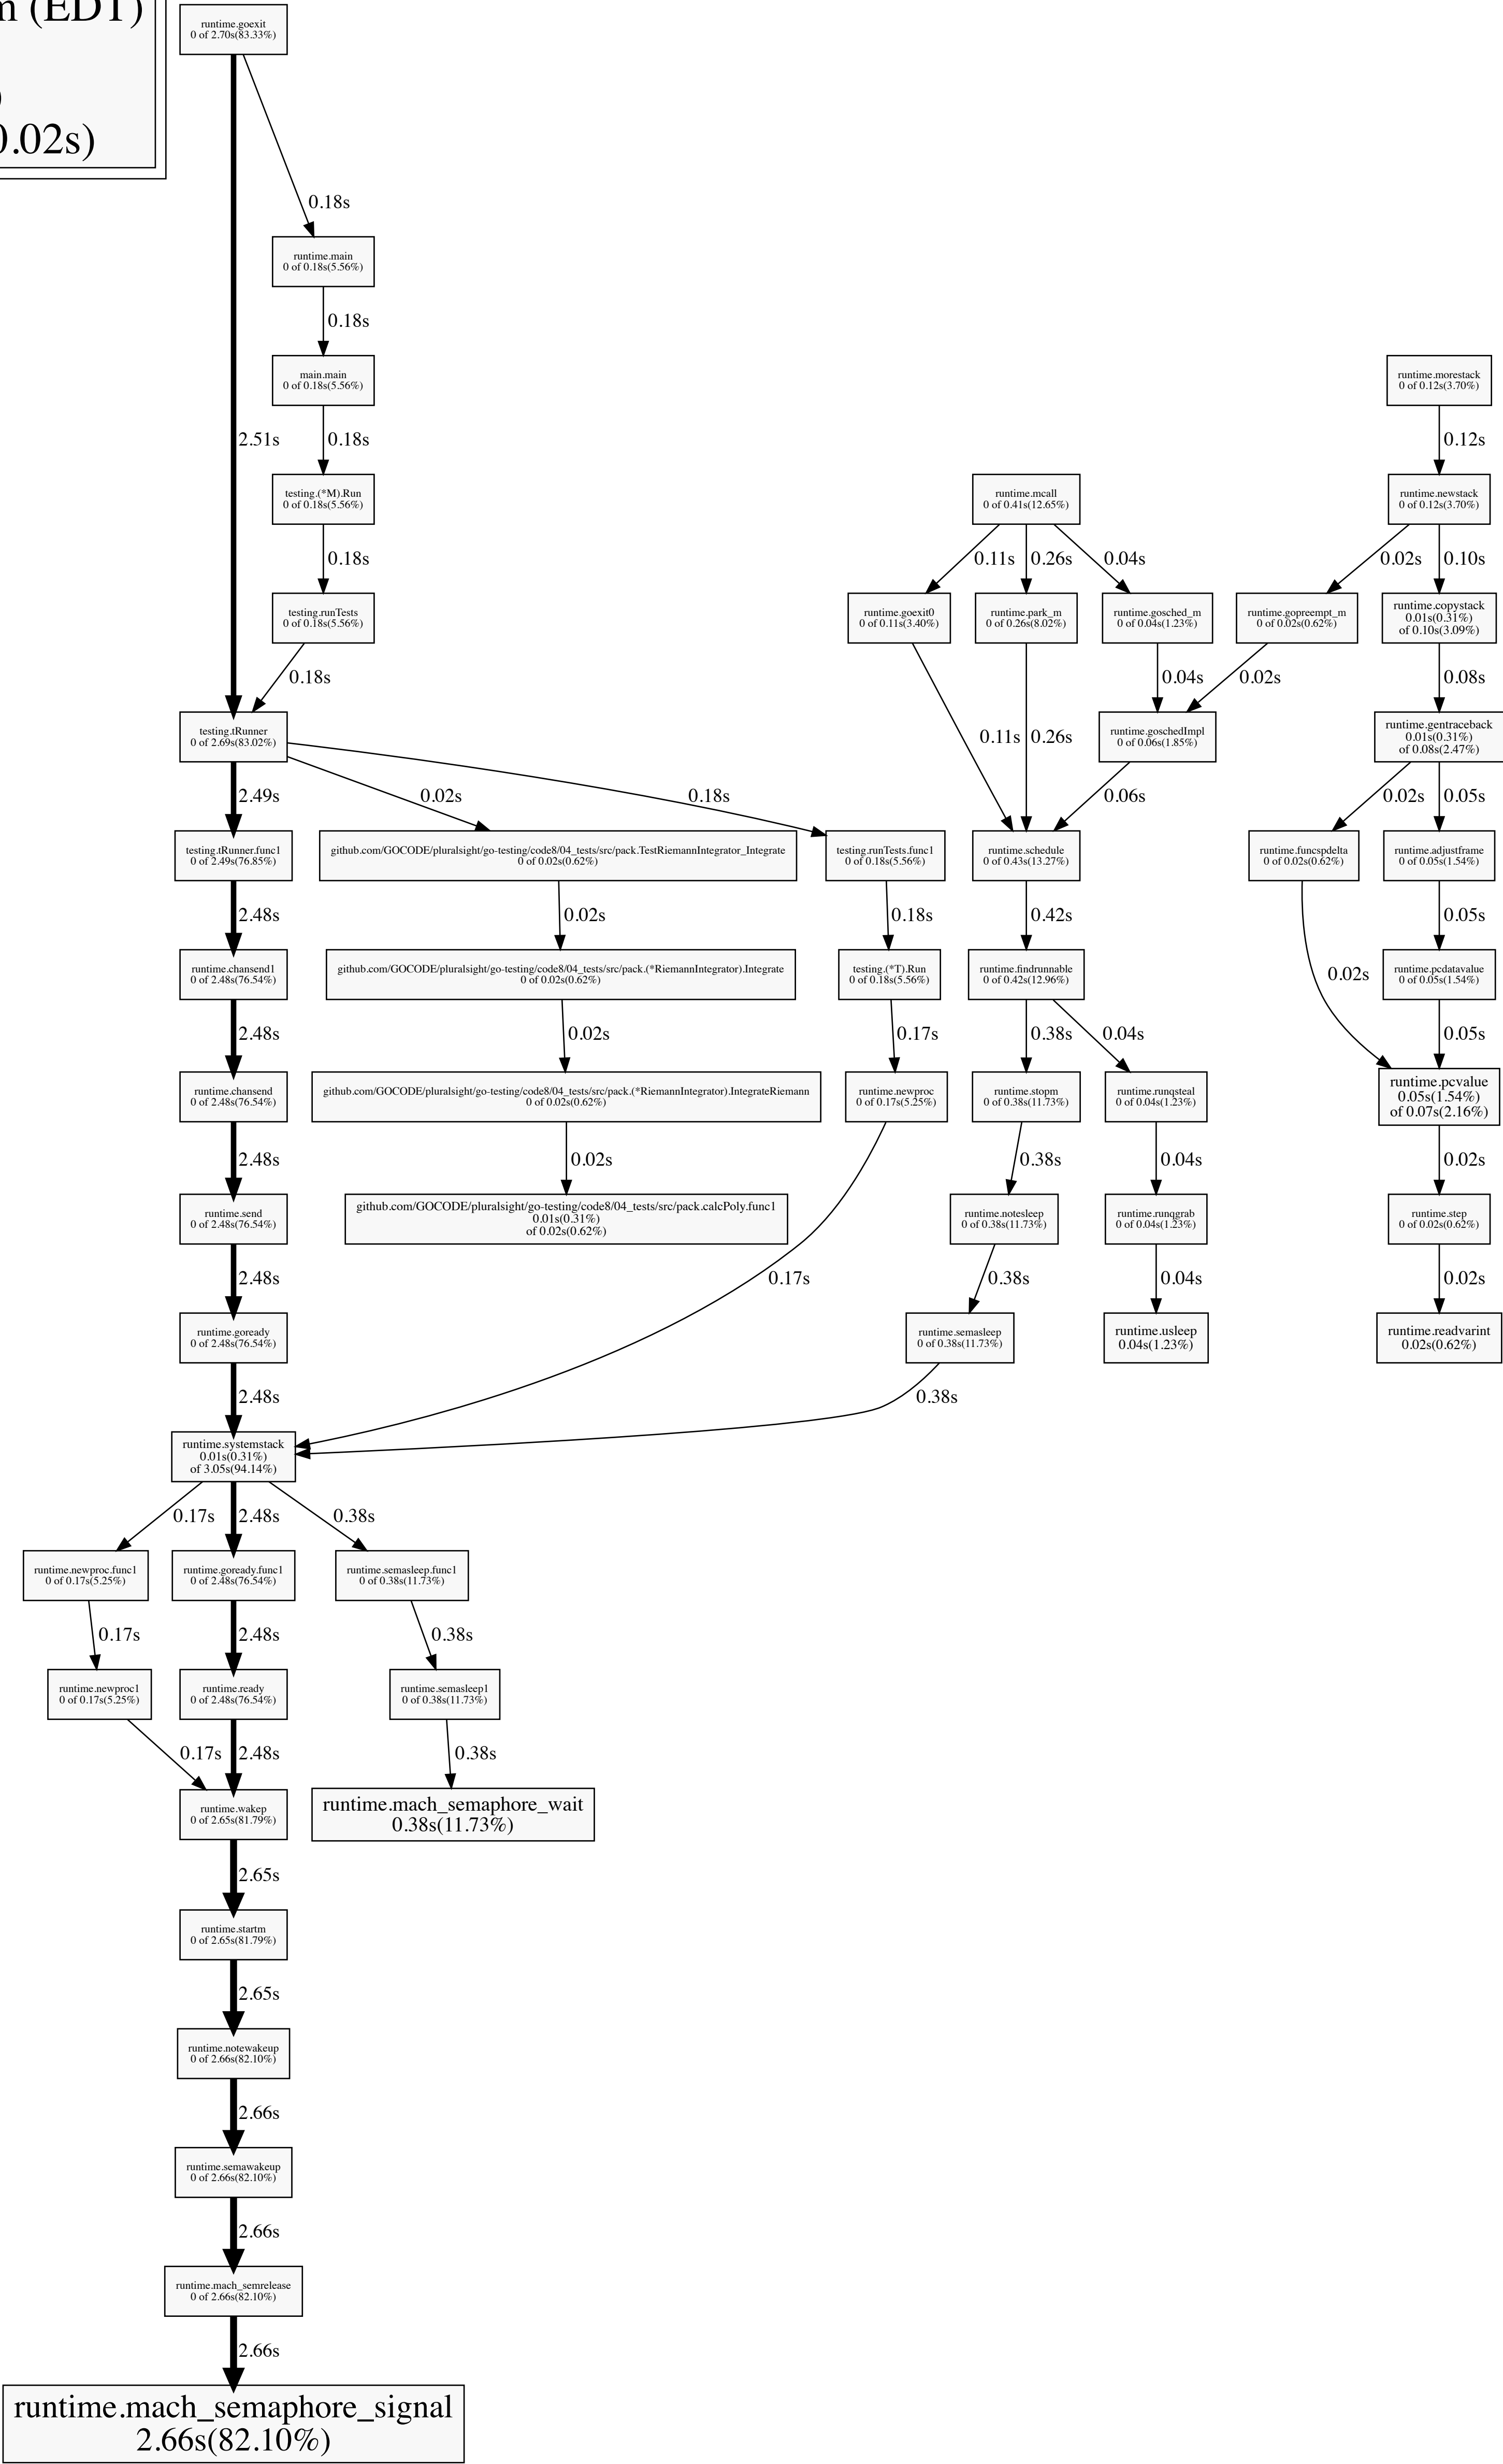 m (EDT)
)
0.02s)
runtime.goexit
0 of 2.70s(83.33%)
0.18s
runtime.main
0 of 0.18s(5.56%)
0.18s
main.main
0 of 0.18s(5.56%)
runtime.morestack
0 of 0.12s(3.70%)
2.51s
0.18s
0.12s
testing.(*M).Run
0 of 0.18s(5.56%)
runtime.mcall
0 of 0.41s(12.65%)
runtime.newstack
0 of 0.12s(3.70%)
0.18s
0.11s
0.26s
0.04s
0.02s
0.10s
testing.runTests
0 of 0.18s(5.56%)
runtime.goexit0
0 of 0.11s(3.40%)
runtime.park_m
0 of 0.26s(8.02%)
runtime.gosched_m
0 of 0.04s(1.23%)
runtime.gopreempt_m
0 of 0.02s(0.62%)
runtime.copystack
0.01s(0.31%)
of 0.10s(3.09%)
0.18s
0.04s
0.02s
0.08s
testing.tRunner
0 of 2.69s(83.02%)
0.11s
0.26s
runtime.goschedImpl
0 of 0.06s(1.85%)
runtime.gentraceback
0.01s(0.31%)
of 0.08s(2.47%)
2.49s
0.02s
0.18s
0.06s
0.02s
0.05s
testing.tRunner.func1
0 of 2.49s(76.85%)
github.com/GOCODE/pluralsight/go-testing/code8/04_tests/src/pack.TestRiemannIntegrator_Integrate
0 of 0.02s(0.62%)
testing.runTests.func1
0 of 0.18s(5.56%)
runtime.schedule
0 of 0.43s(13.27%)
runtime.funcspdelta
0 of 0.02s(0.62%)
runtime.adjustframe
0 of 0.05s(1.54%)
2.48s
0.02s
0.18s
0.42s
0.05s
runtime.chansend1
0 of 2.48s(76.54%)
github.com/GOCODE/pluralsight/go-testing/code8/04_tests/src/pack.(*RiemannIntegrator).Integrate
0 of 0.02s(0.62%)
testing.(*T).Run
0 of 0.18s(5.56%)
runtime.findrunnable
0 of 0.42s(12.96%)
0.02s
runtime.pcdatavalue
0 of 0.05s(1.54%)
2.48s
0.02s
0.17s
0.38s
0.04s
0.05s
runtime.chansend
0 of 2.48s(76.54%)
github.com/GOCODE/pluralsight/go-testing/code8/04_tests/src/pack.(*RiemannIntegrator).IntegrateRiemann
0 of 0.02s(0.62%)
runtime.newproc
0 of 0.17s(5.25%)
runtime.stopm
0 of 0.38s(11.73%)
runtime.runqsteal
0 of 0.04s(1.23%)
runtime.pcvalue
0.05s(1.54%)
of 0.07s(2.16%)
2.48s
0.02s
0.38s
0.04s
0.02s
runtime.send
0 of 2.48s(76.54%)
github.com/GOCODE/pluralsight/go-testing/code8/04_tests/src/pack.calcPoly.func1
0.01s(0.31%)
of 0.02s(0.62%)
runtime.notesleep
0 of 0.38s(11.73%)
runtime.runqgrab
0 of 0.04s(1.23%)
runtime.step
0 of 0.02s(0.62%)
2.48s
0.17s
0.38s
0.04s
0.02s
runtime.goready
0 of 2.48s(76.54%)
runtime.semasleep
0 of 0.38s(11.73%)
runtime.usleep
0.04s(1.23%)
runtime.readvarint
0.02s(0.62%)
2.48s
0.38s
runtime.systemstack
0.01s(0.31%)
of 3.05s(94.14%)
0.17s
2.48s
0.38s
runtime.newproc.func1
0 of 0.17s(5.25%)
runtime.goready.func1
0 of 2.48s(76.54%)
runtime.semasleep.func1
0 of 0.38s(11.73%)
0.17s
2.48s
0.38s
runtime.newproc1
0 of 0.17s(5.25%)
runtime.ready
0 of 2.48s(76.54%)
runtime.semasleep1
0 of 0.38s(11.73%)
0.17s
2.48s
0.38s
runtime.wakep
0 of 2.65s(81.79%)
runtime.mach_semaphore_wait
0.38s(11.73%)
2.65s
runtime.startm
0 of 2.65s(81.79%)
2.65s
runtime.notewakeup
0 of 2.66s(82.10%)
2.66s
runtime.semawakeup
0 of 2.66s(82.10%)
2.66s
runtime.mach_semrelease
0 of 2.66s(82.10%)
2.66s
runtime.mach_semaphore_signal
2.66s(82.10%)